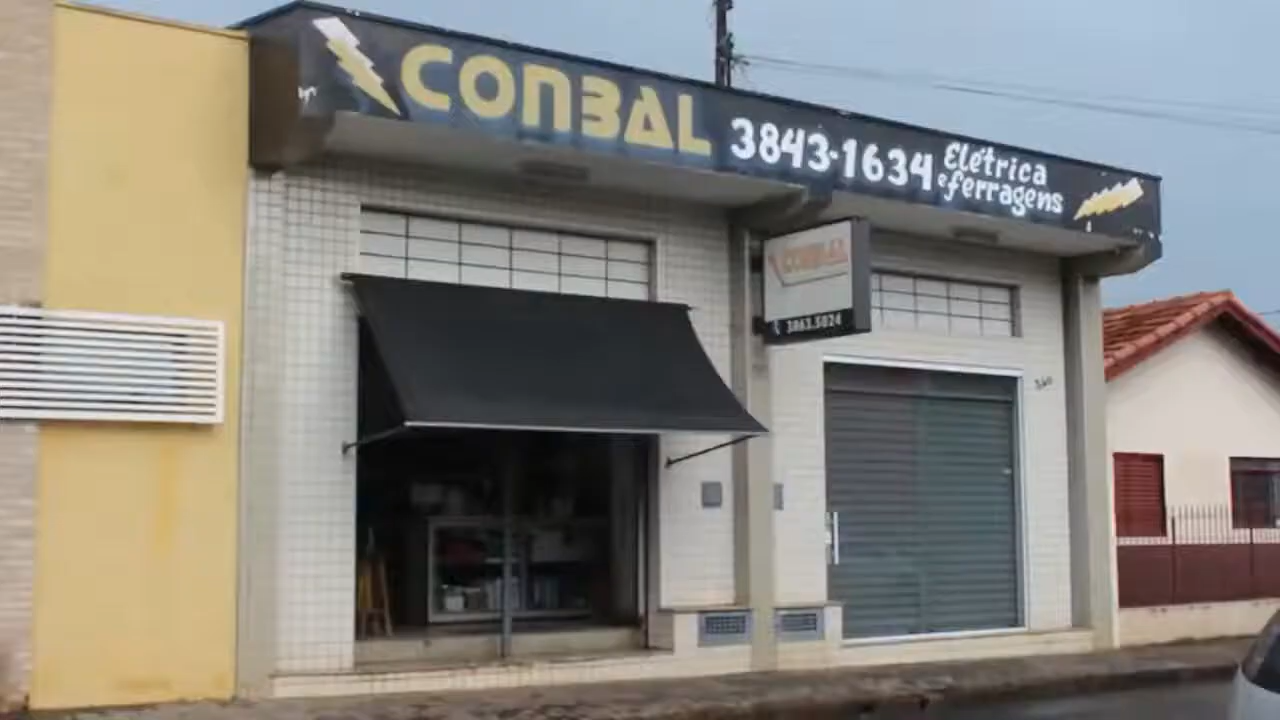 CONBAL
3843-1634
Elétrica
e ferragens
CONBAL
3863.5024